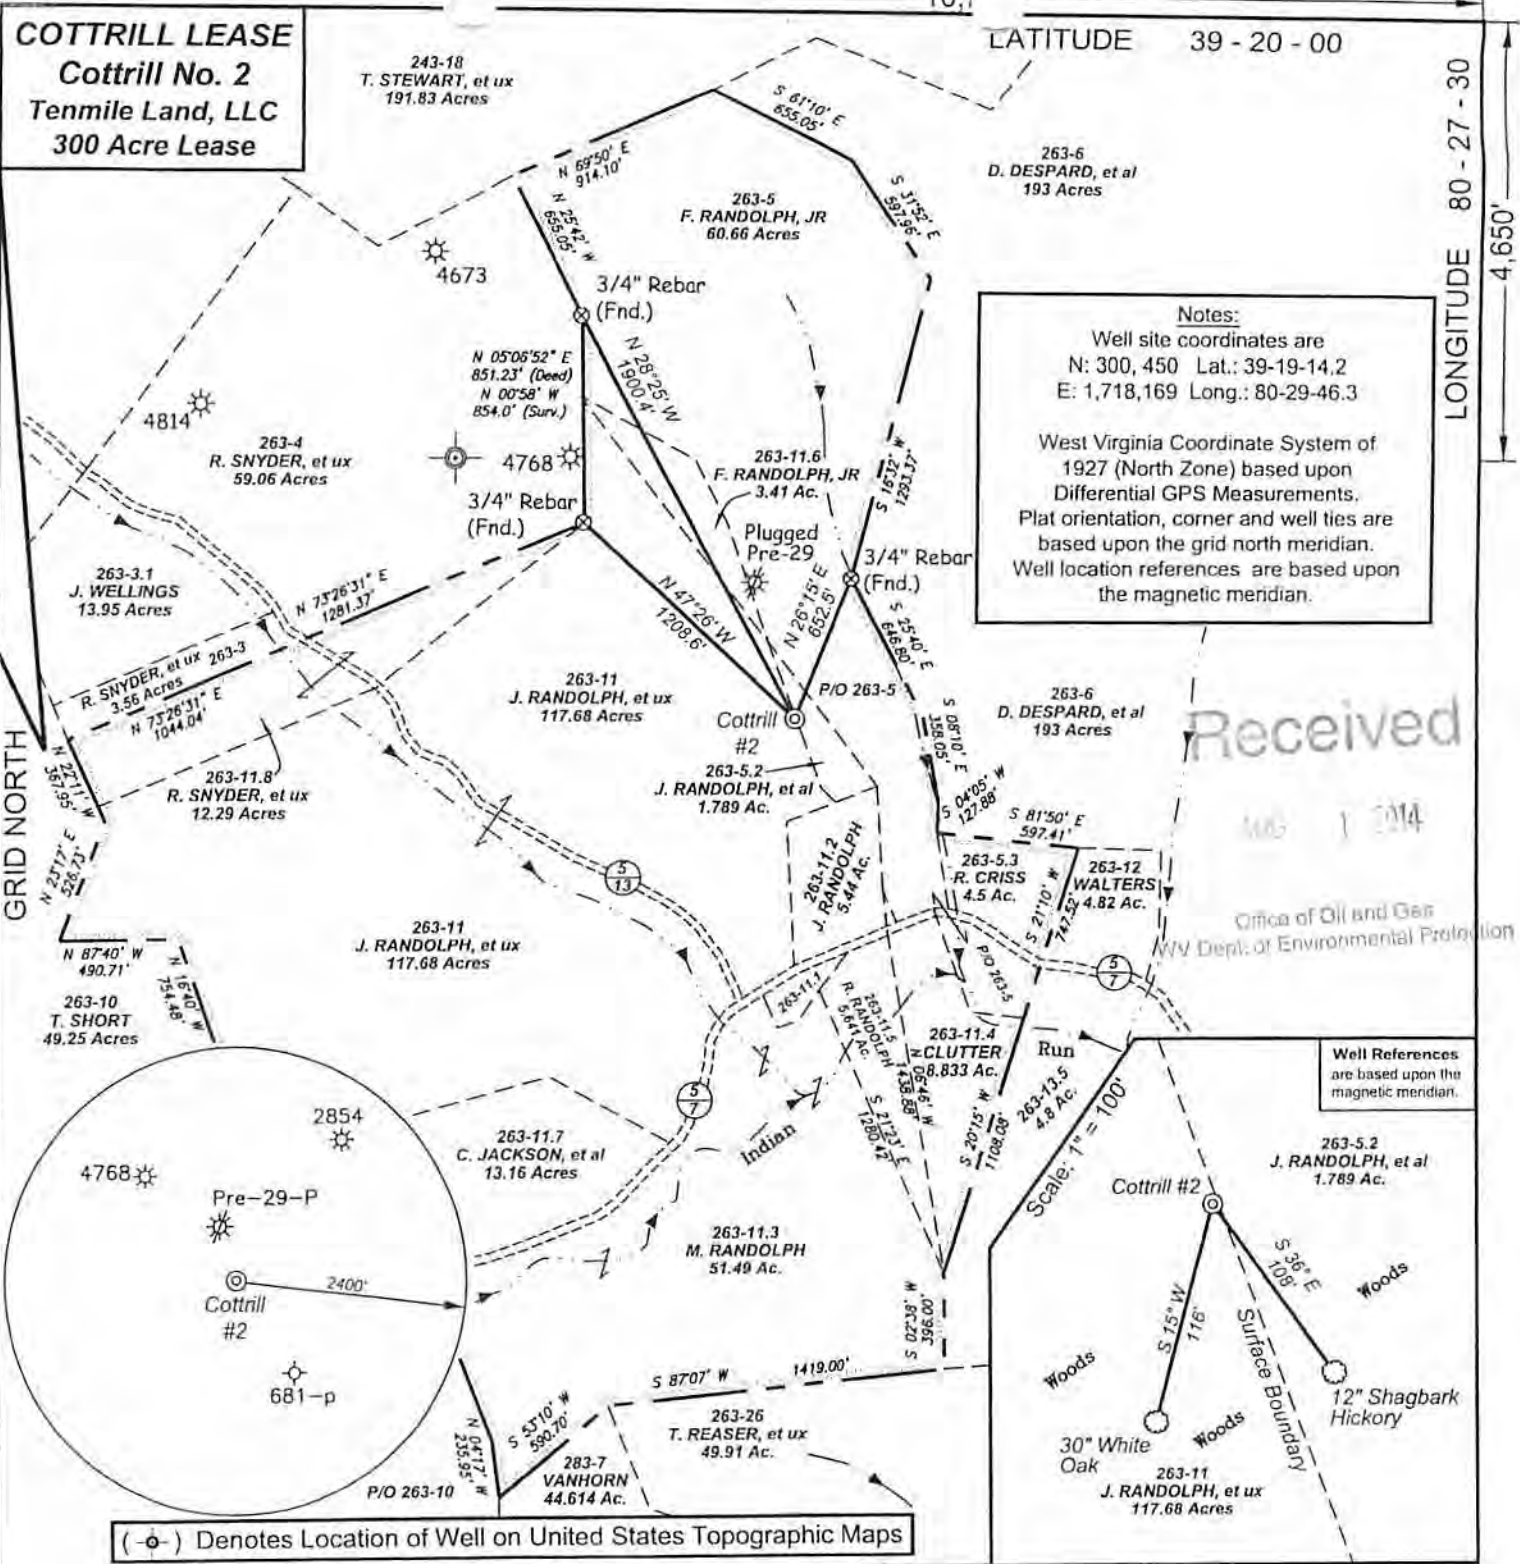 COTTRILL LEASE
Cottrill No. 2
Tenmile Land, LLC
300 Acre Lease
LATITUDE 39 - 20 - 00
LONGITUDE 80 - 27 - 30
4,650'
243-18
T. STEWART, et ux
191.83 Acres
N 69°50' E
914.10'
S 61°10' E
655.05'
S 31°52' E
597.96'
263-6
D. DESPARD, et al
193 Acres
263-5
F. RANDOLPH, JR
60.66 Acres
N 25°42' W
655.05'
4673
3/4" Rebar
(Fnd.)
N 05°06'52" E
851.23' (Deed)
N 00°58' W
854.0' (Surv.)
N 28°25' W
1900.4'
4814
263-4
R. SNYDER, et ux
59.06 Acres
4768
3/4" Rebar
(Fnd.)
263-11.6
F. RANDOLPH, JR
3.41 Ac.
S 16°32' W
1293.37'
Plugged
Pre-29
3/4" Rebar
(Fnd.)
Notes:
Well site coordinates are
N: 300, 450 Lat.: 39-19-14.2
E: 1,718,169 Long.: 80-29-46.3
West Virginia Coordinate System of
1927 (North Zone) based upon
Differential GPS Measurements.
Plat orientation, corner and well ties are
based upon the grid north meridian.
Well location references are based upon
the magnetic meridian.
263-3.1
J. WELLINGS
13.95 Acres
N 73°26'31" E
1281.37'
N 47°26' W
1208.6'
N 26°15' E
652.5'
S 25°40' E
646.80'
R. SNYDER, et ux 263-3
3.56 Acres
N 73°26'31" E
1044.04'
263-11
J. RANDOLPH, et ux
117.68 Acres
P/O 263-5
Cottrill
#2
S 08°10' E
358.05'
263-6
D. DESPARD, et al
193 Acres
Received
1 2014
Office of Oil and Gas
WV Dept. of Environmental Protection
GRID NORTH
N 22°11' W
367.95'
263-11.8
R. SNYDER, et ux
12.29 Acres
263-5.2
J. RANDOLPH, et al
1.789 Ac.
S 04°05' W
127.88'
S 81°50' E
597.41'
263-11.2
J. RANDOLPH
5.44 Ac.
263-5.3
R. CRISS
4.5 Ac.
263-12
WALTERS
4.82 Ac.
S 21°10' W
747.52'
N 23°17' E
526.73'
5
13
N 87°40' W
490.71'
N 16°40' W
754.48'
263-11
J. RANDOLPH, et ux
117.68 Acres
263-10
T. SHORT
49.25 Acres
P/O 263-5
5
7
263-11.1
263-11.5
R. RANDOLPH
5.641 Ac.
N 06°46' W
1438.88'
263-11.4
CLUTTER
8.833 Ac.
Run
263-13.5
4.8 Ac.
S 21°23' E
1280.42'
S 20°15' W
1108.08'
Indian
5
7
263-11.7
C. JACKSON, et al
13.16 Acres
2854
4768
Pre-29-P
Cottrill
#2
2400'
681-p
263-11.3
M. RANDOLPH
51.49 Ac.
S 02°38.8' W
396.00'
S 87°07' W 1419.00'
N 04°17' W
235.95'
S 53°10' W
590.70'
P/O 263-10
283-7
VANHORN
44.614 Ac.
263-26
T. REASER, et ux
49.91 Ac.
Well References
are based upon the
magnetic meridian.
Scale: 1" = 100'
263-5.2
J. RANDOLPH, et al
1.789 Ac.
Cottrill #2
S 36° E
108'
S 15° W
116'
Woods
Woods
Woods
Surface Boundary
12" Shagbark
Hickory
30" White
Oak
263-11
J. RANDOLPH, et ux
117.68 Acres
( ) Denotes Location of Well on United States Topographic Maps